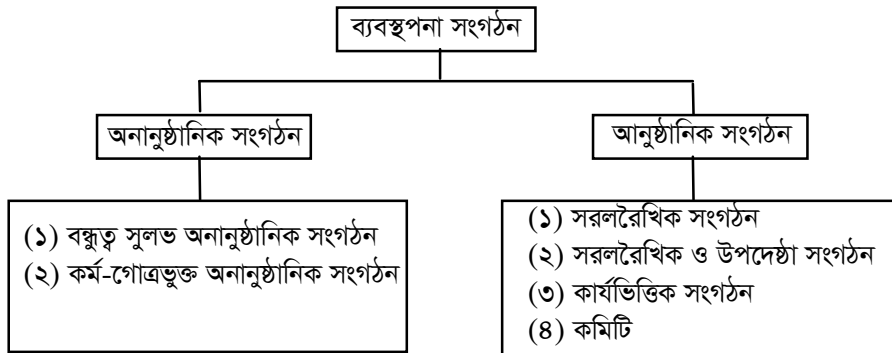 ব্যবস্থপনা সংগঠন
অনানুষ্ঠানিক সংগঠন
আনুষ্ঠানিক সংগঠন
(১) বন্ধুত্ব সুলভ অনানুষ্ঠানিক সংগঠন
(২) কর্ম-গোত্রভুক্ত অনানুষ্ঠানিক সংগঠন
(১) সরলরৈখিক সংগঠন
(২) সরলরৈখিক ও উপদেষ্ঠা সংগঠন
(৩) কার্যভিত্তিক সংগঠন
(৪) কমিটি